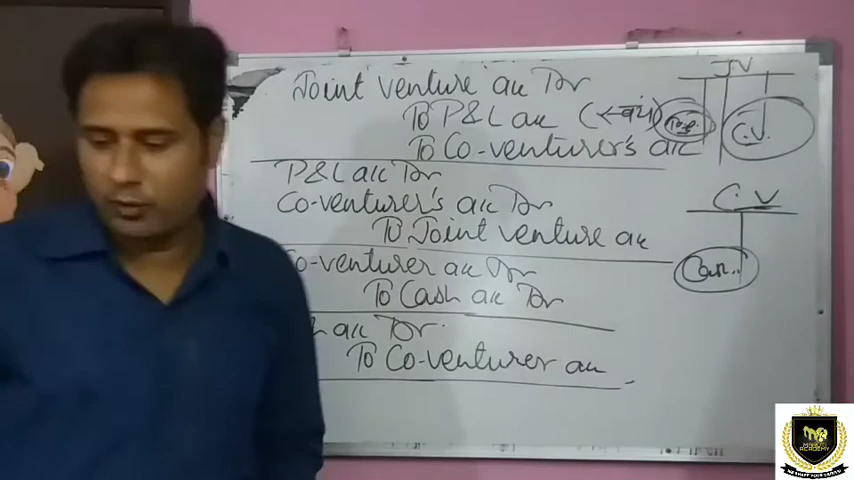 Joint venture a/c Dr
To P&L a/c
To Co-venturer's a/c
P&L a/c Dr
Co-venturer's a/c Dr
To Joint venture a/c
Co-venturer a/c Dr
To Cash a/c Dr
a/c Dr
To Co-venturer a/c
JV
C.V.
C.V
ACADEMY